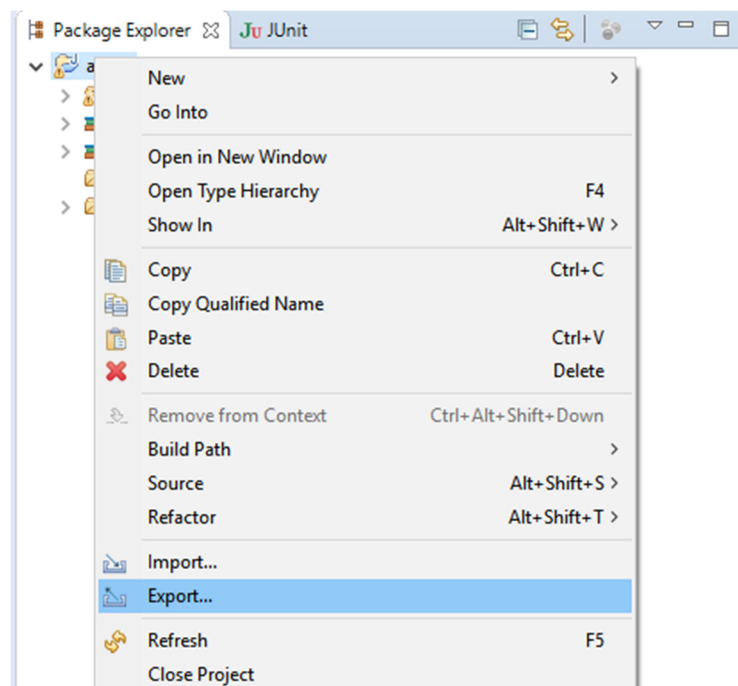 Package Explorer JU JUnit
a
New
Go Into
Open in New Window
Open Type Hierarchy F4
Show In Alt+Shift+W
Copy Ctrl+C
Copy Qualified Name
Paste Ctrl+V
Delete Delete
Remove from Context Ctrl+Alt+Shift+Down
Build Path
Source Alt+Shift+S
Refactor Alt+Shift+T
Import...
Export...
Refresh F5
Close Project